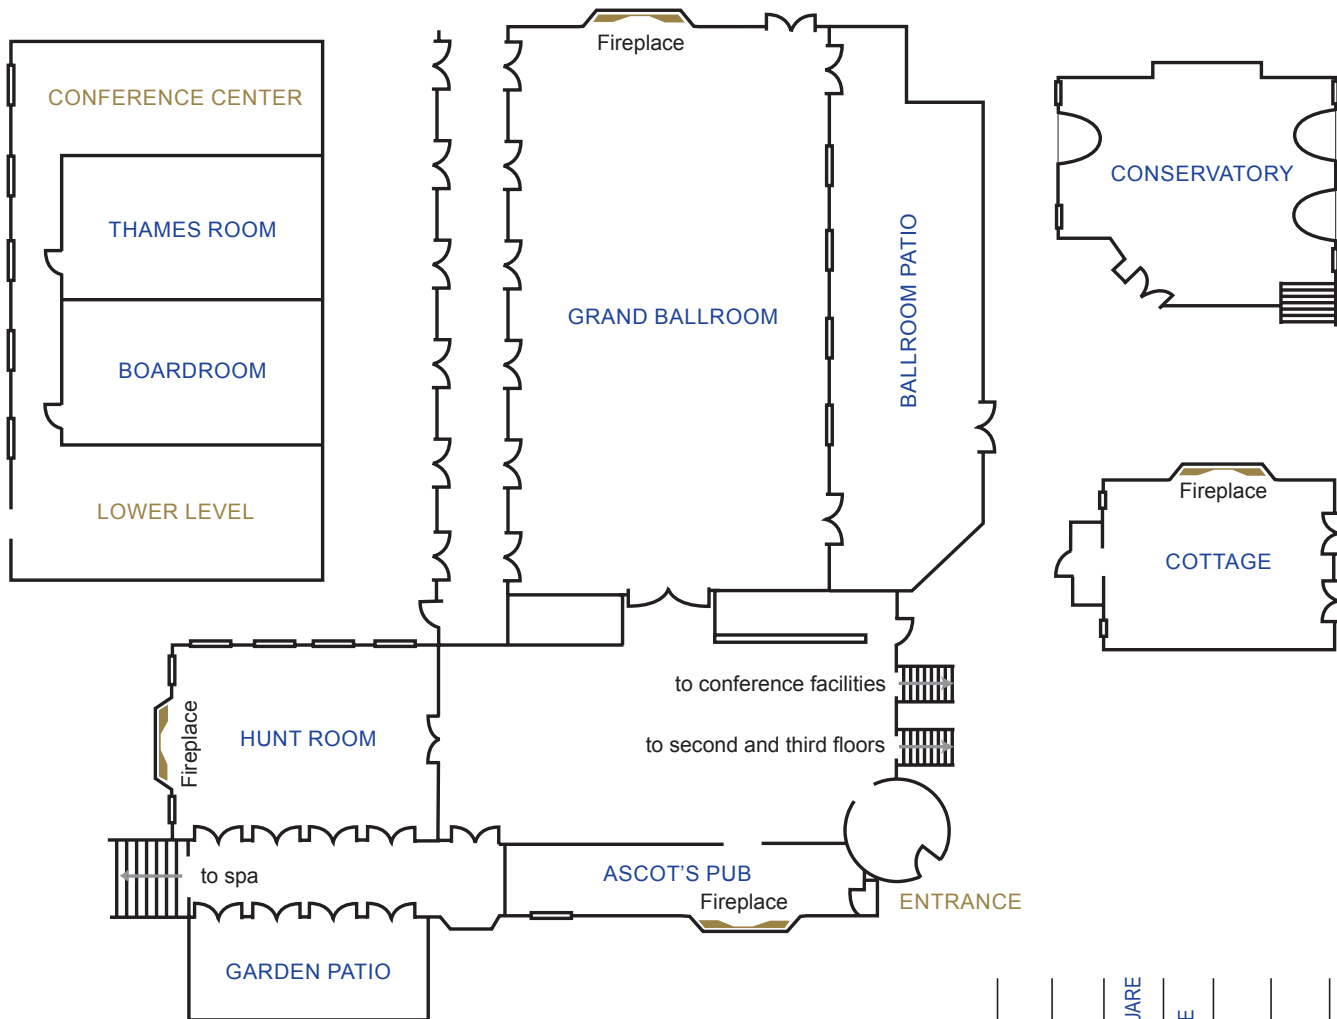 Fireplace
CONFERENCE CENTER
THAMES ROOM
BOARDROOM
LOWER LEVEL
GRAND BALLROOM
BALLROOM PATIO
CONSERVATORY
Fireplace
COTTAGE
to conference facilities
to second and third floors
Fireplace
HUNT ROOM
to spa
ASCOT'S PUB
Fireplace
ENTRANCE
GARDEN PATIO